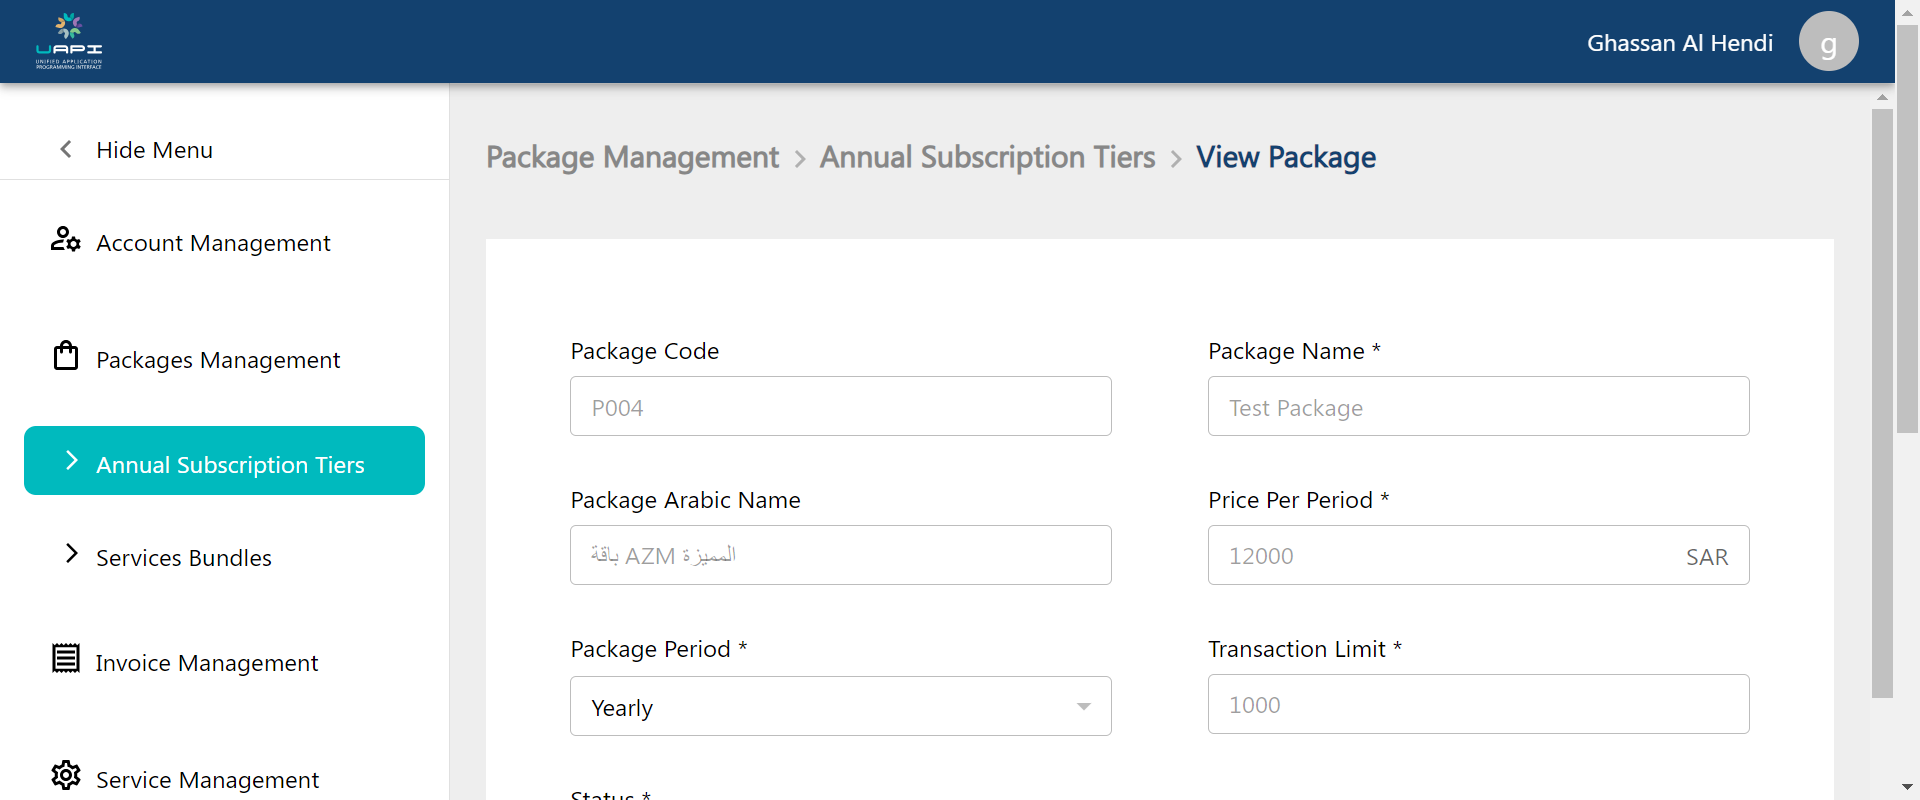 UAPI
UNIFIED APPLICATION
PROGRAMMING INTERFACE
Ghassan Al Hendi
g
Hide Menu
Account Management
Packages Management
Annual Subscription Tiers
Services Bundles
Invoice Management
Service Management
Package Management > Annual Subscription Tiers > View Package
Package Code
P004
Package Name *
Test Package
Package Arabic Name
باقة AZM المميزة
Price Per Period *
12000
SAR
Package Period *
Yearly
Transaction Limit *
1000
Status *